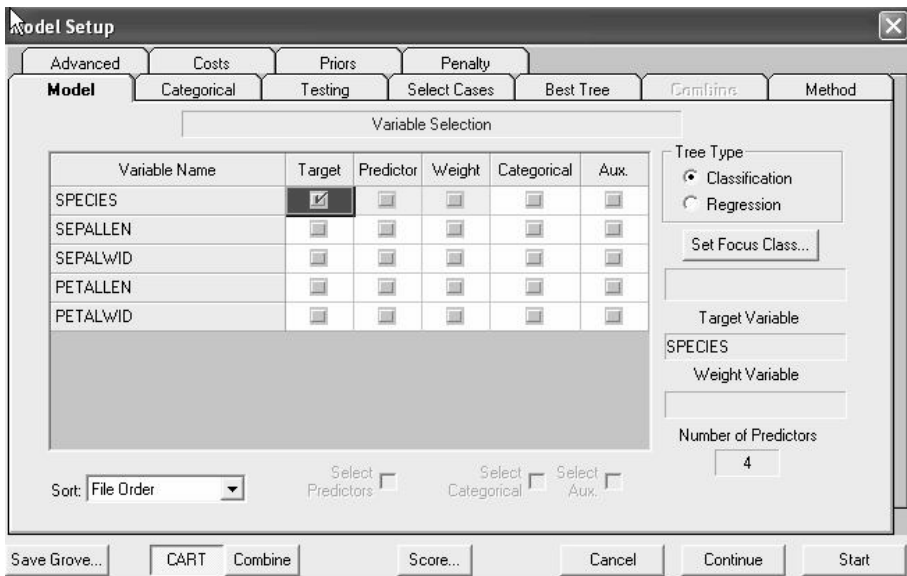 Model Setup
Advanced Costs Priors Penalty
Model Categorical Testing Select Cases Best Tree Combine Method
Variable Selection
Variable Name Target Predictor Weight Categorical Aux.
SPECIES
SEPALLEN
SEPALWID
PETALLEN
PETALWID
Tree Type
Classification
Regression
Set Focus Class...
Target Variable
SPECIES
Weight Variable
Number of Predictors
4
Sort: File Order
Select
Predictors
Select
Categorical
Select
Aux.
Save Grove... CART Combine Score... Cancel Continue Start